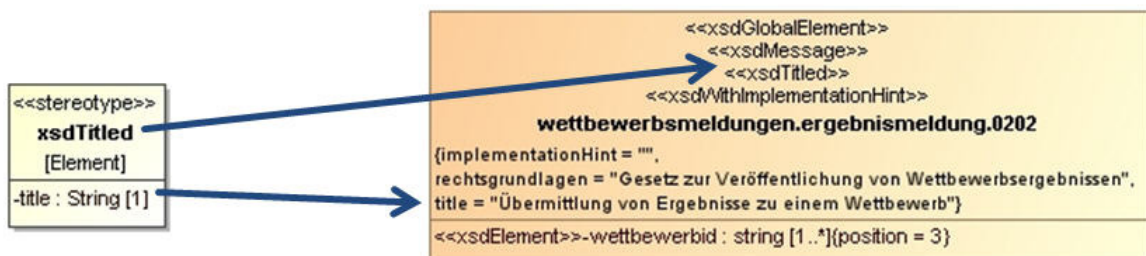 <<stereotype>>
xsdTitled
[Element]
-title : String [1]
<<xsdGlobalElement>>
<<xsdMessage>>
<<xsdTitled>>
<<xsdWithImplementationHint>>
wettbewerbsmeldungen.ergebnismeldung.0202
{implementationHint = "",
rechtsgrundlagen = "Gesetz zur Veröffentlichung von Wettbewerbsergebnissen",
title = "Übermittlung von Ergebnisse zu einem Wettbewerb"}
<<xsdElement>>-wettbewerbid : string [1..*]{position = 3}